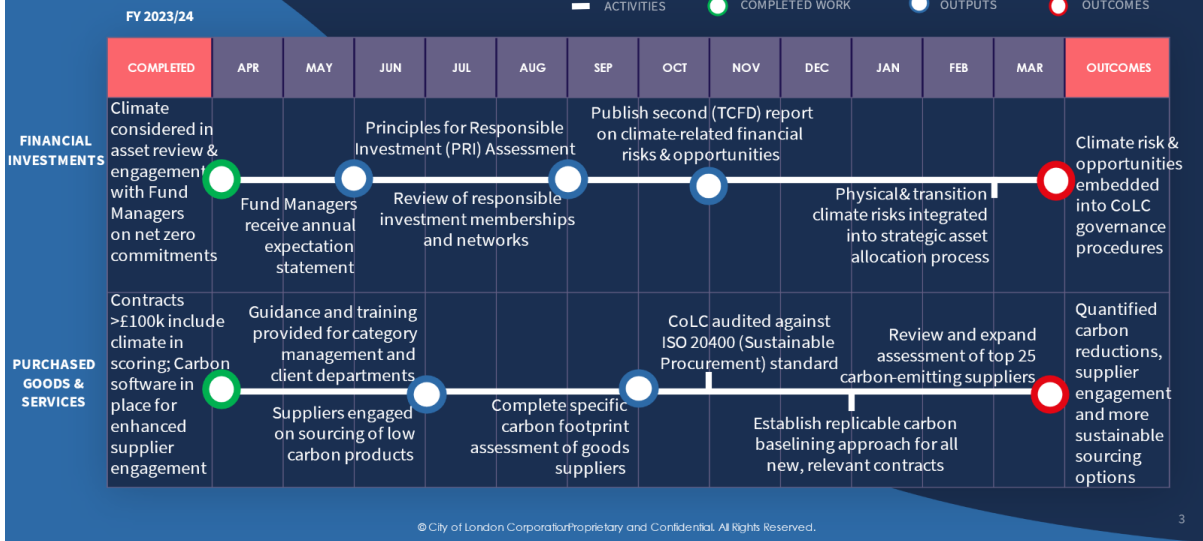 FY 2023/24
ACTIVITIES
COMPLETED WORK
OUTPUTS
OUTCOMES
COMPLETED
APR
MAY
JUN
JUL
AUG
SEP
OCT
NOV
DEC
JAN
FEB
MAR
OUTCOMES
FINANCIAL
INVESTMENTS
Climate
considered in
asset review &
engagement
with Fund
Managers
on net zero
commitments
Fund Managers
receive annual
expectation
statement
Principles for Responsible
Investment (PRI) Assessment
Review of responsible
investment memberships
and networks
Publish second (TCFD) report
on climate-related financial
risks & opportunities
Physical & transition
climate risks integrated
into strategic asset
allocation process
Climate risk &
opportunities
embedded
into CoLC
governance
procedures
PURCHASED
GOODS &
SERVICES
Contracts
>£100k include
climate in
scoring; Carbon
software in
place for
enhanced
supplier
engagement
Guidance and training
provided for category
management and
client departments
Suppliers engaged
on sourcing of low
carbon products
Complete specific
carbon footprint
assessment of goods
suppliers
CoLC audited against
ISO 20400 (Sustainable
Procurement) standard
Establish replicable carbon
baselining approach for all
new, relevant contracts
Review and expand
assessment of top 25
carbon-emitting suppliers
Quantified
carbon
reductions,
supplier
engagement
and more
sustainable
sourcing
options
© City of London Corporation Proprietary and Confidential. All Rights Reserved.
3